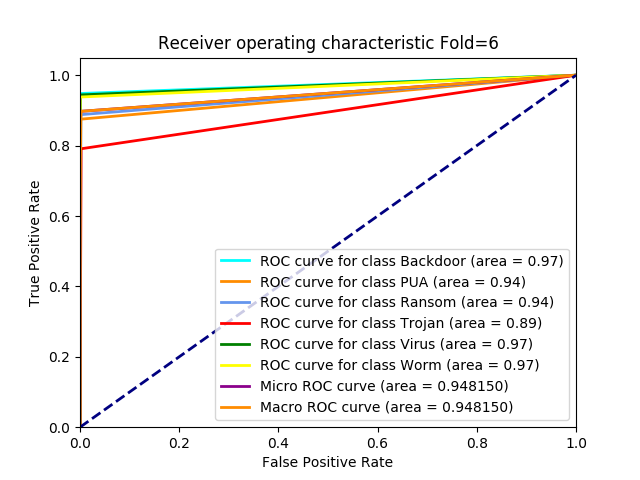 Receiver operating characteristic Fold=6
1.0
0.8
0.6
0.4
0.2
0.0
True Positive Rate
ROC curve for class Backdoor (area = 0.97)
ROC curve for class PUA (area = 0.94)
ROC curve for class Ransom (area = 0.94)
ROC curve for class Trojan (area = 0.89)
ROC curve for class Virus (area = 0.97)
ROC curve for class Worm (area = 0.97)
Micro ROC curve (area = 0.948150)
Macro ROC curve (area = 0.948150)
0.0 0.2 0.4 0.6 0.8 1.0
False Positive Rate